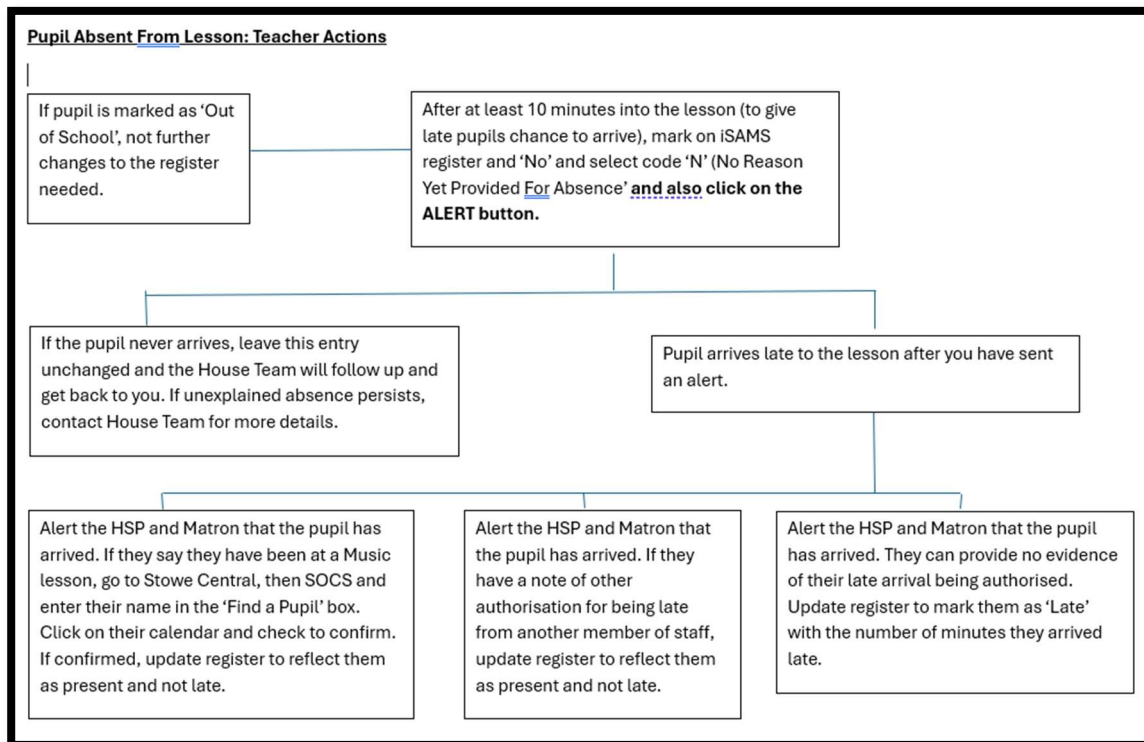 Pupil Absent From Lesson: Teacher Actions
If pupil is marked as ‘Out
of School’, not further
changes to the register
needed.
After at least 10 minutes into the lesson (to give
late pupils chance to arrive), mark on iSAMS
register and ‘No’ and select code ‘N’ (No Reason
Yet Provided For Absence’ and also click on the
ALERT button.
If the pupil never arrives, leave this entry
unchanged and the House Team will follow up and
get back to you. If unexplained absence persists,
contact House Team for more details.
Pupil arrives late to the lesson after you have sent
an alert.
Alert the HSP and Matron that the pupil has
arrived. If they say they have been at a Music
lesson, go to Stowe Central, then SOCS and
enter their name in the ‘Find a Pupil’ box.
Click on their calendar and check to confirm.
If confirmed, update register to reflect them
as present and not late.
Alert the HSP and Matron that
the pupil has arrived. If they
have a note of other
authorisation for being late
from another member of staff,
update register to reflect them
as present and not late.
Alert the HSP and Matron that the pupil
has arrived. They can provide no evidence
of their late arrival being authorised.
Update register to mark them as ‘Late’
with the number of minutes they arrived
late.